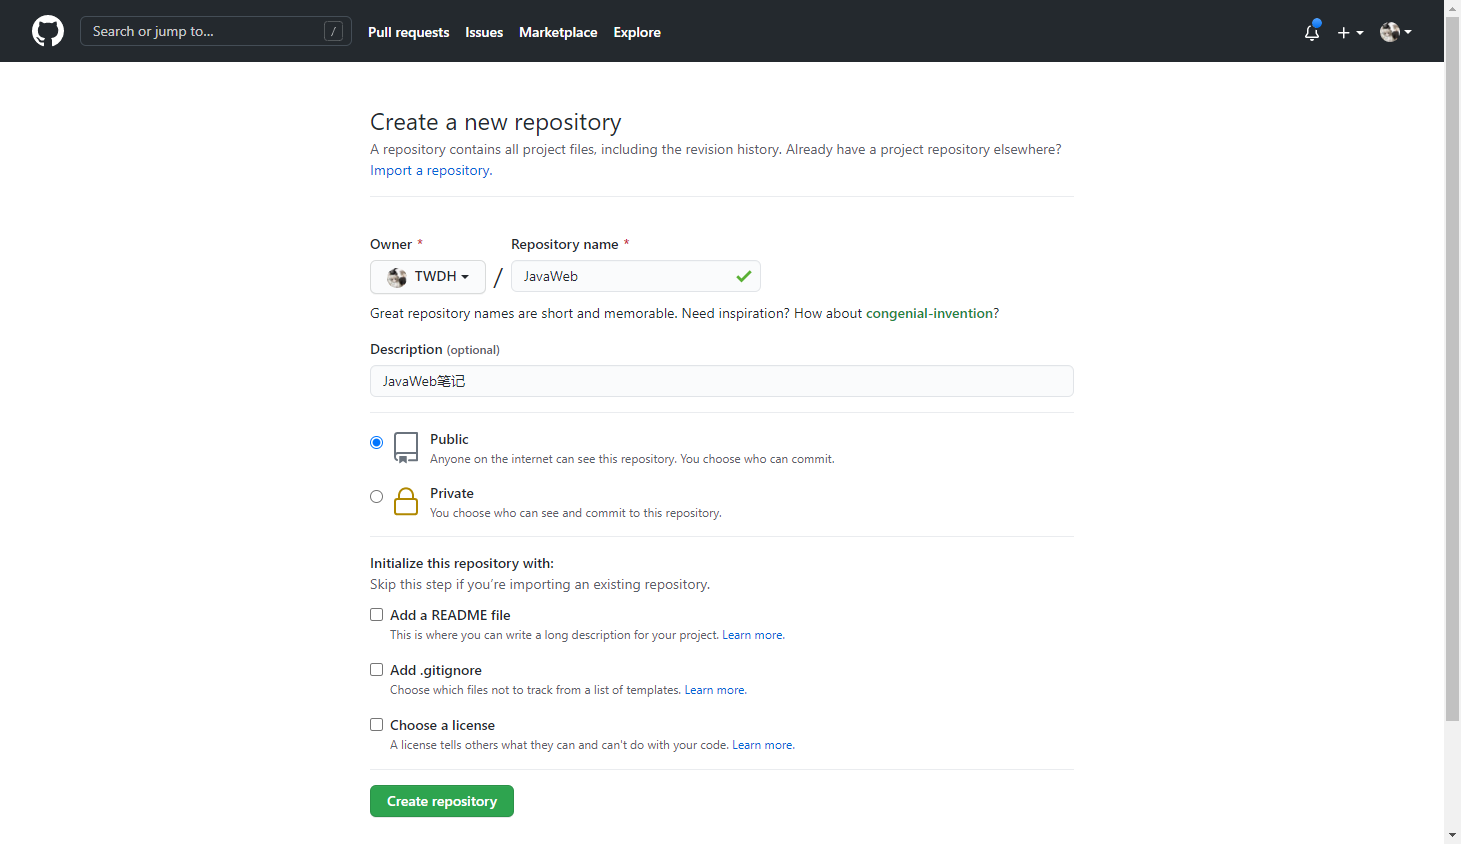 Search or jump to... /
Pull requests Issues Marketplace Explore
Create a new repository
A repository contains all project files, including the revision history. Already have a project repository elsewhere?
Import a repository.
Owner * Repository name *
TWDH / JavaWeb
Great repository names are short and memorable. Need inspiration? How about congenial-invention?
Description (optional)
JavaWeb笔记
Public
Anyone on the internet can see this repository. You choose who can commit.
Private
You choose who can see and commit to this repository.
Initialize this repository with:
Skip this step if you’re importing an existing repository.
Add a README file
This is where you can write a long description for your project. Learn more.
Add .gitignore
Choose which files not to track from a list of templates. Learn more.
Choose a license
A license tells others what they can and can't do with your code. Learn more.
Create repository